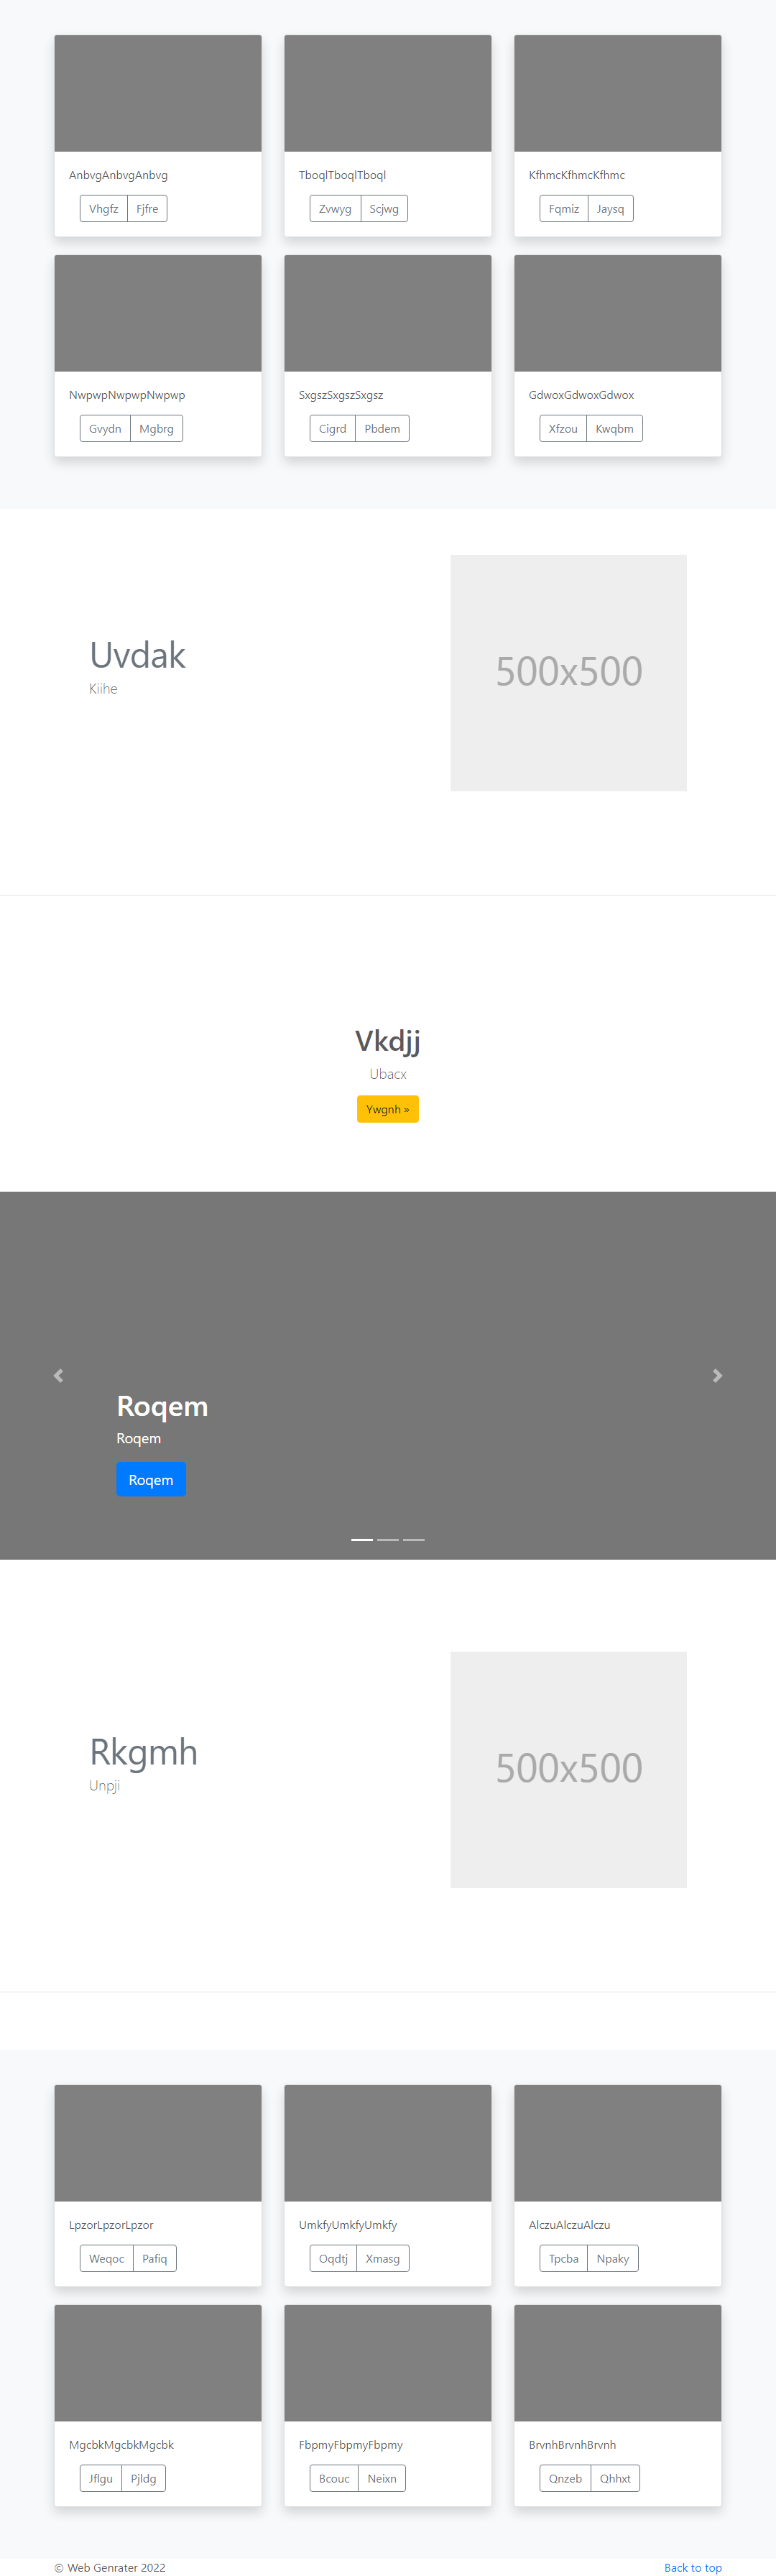 AnbvgAnbvgAnbvg
Vhgfz Fjfre
TboqlTboqlTboql
Zvwyg Scjwg
KfhmcKfhmcKfhmc
Fqmiz Jaysq
NwpwpNwpwpNwpwp
Gvydn Mgbrg
SxgszSxgszSxgsz
Cigrd Pbdem
GdwoxGdwoxGdwox
Xfzou Kwqbm
Uvdak
Kiihe
500x500
Vkdjj
Ubacx
Ywgnh »
Roqem
Roqem
Roqem
Rkgmh
Unpji
500x500
LpzorLpzorLpzor
Weqoc Pafiq
UmkfyUmkfyUmkfy
Oqdtj Xmasg
AlczuAlczuAlczu
Tpcba Npaky
MgcbkMgcbkMgcbk
Jflgu Pjldg
FbpmyFbpmyFbpmy
Bcouc Neixn
BrvnhBrvnhBrvnh
Qnzeb Qhhxt
© Web Genrater 2022
Back to top